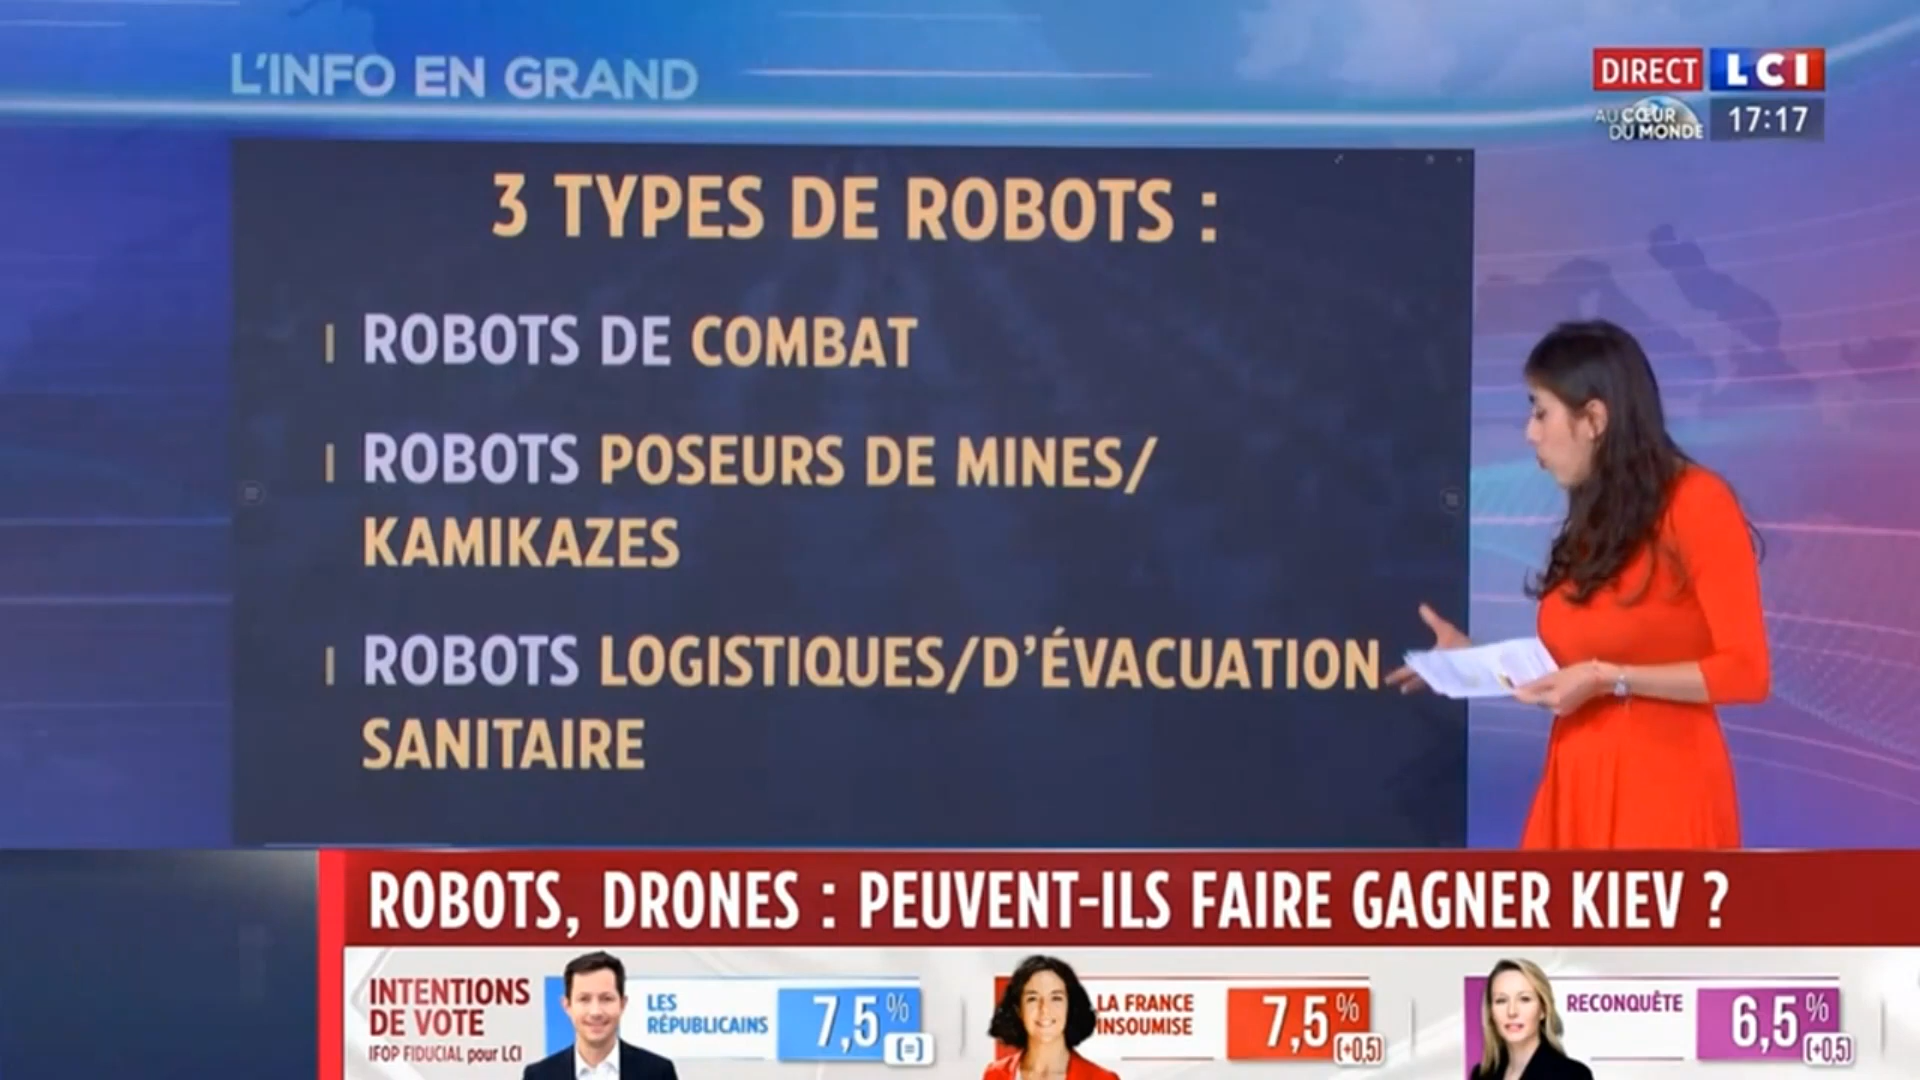 L'INFO EN GRAND
DIRECT LCI
AU CŒUR
DU MONDE
17:17
3 TYPES DE ROBOTS :
ROBOTS DE COMBAT
ROBOTS POSEURS DE MINES/
KAMIKAZES
ROBOTS LOGISTIQUES/D'ÉVACUATION
SANITAIRE
ROBOTS, DRONES : PEUVENT-ILS FAIRE GAGNER KIEV ?
INTENTIONS
DE VOTE
IFOP FIDUCIAL pour LCI
LES
RÉPUBLICAINS
7,5%
(=)
LA FRANCE
INSOUMISE
7,5%
(+0,5)
RECONQUÊTE
6,5%
(+0,5)